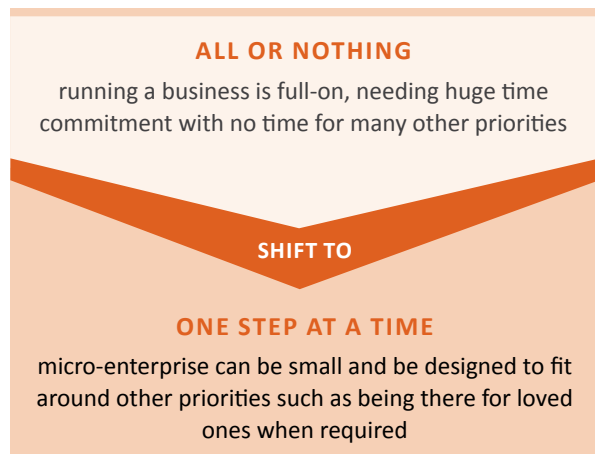 ALL OR NOTHING
running a business is full-on, needing huge time
commitment with no time for many other priorities
SHIFT TO
ONE STEP AT A TIME
micro-enterprise can be small and be designed to fit
around other priorities such as being there for loved
ones when required